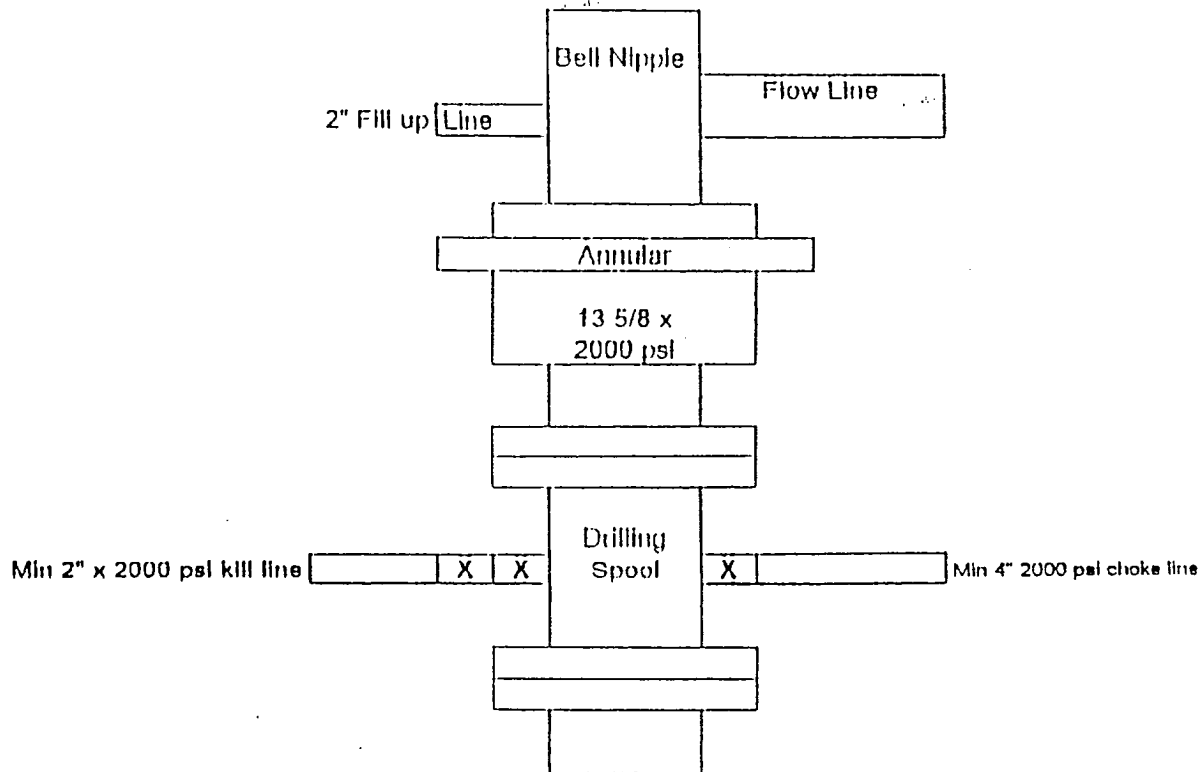 Bell Nipple
Flow Line
2" Fill up Line
Annular
13 5/8 x
2000 psi
Drilling
Spool
Min 2" x 2000 psi kill line
X X
X
Min 4" 2000 psi choke line